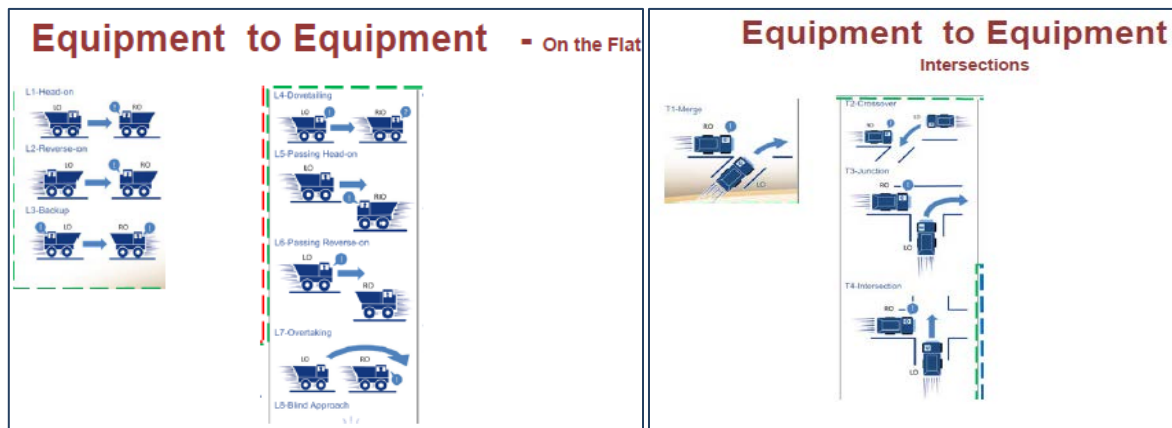 Equipment to Equipment - On the Flat
L1-Head-on
LO RO
L2-Reverse-on
LO RO
L3-Backup
LO RO
L4-Dovetailing
LO RIO
L5-Passing Head-on
LO
RIO
L6-Passing Reverse-on
LO
RO
L7-Overtaking
LO RO
L8-Blind Approach
Equipment to Equipment
Intersections
T1-Merge
RO
LO
T2-Crossover
RO LO
T3-Junction
RO
LO
T4-Intersection
RO
LO